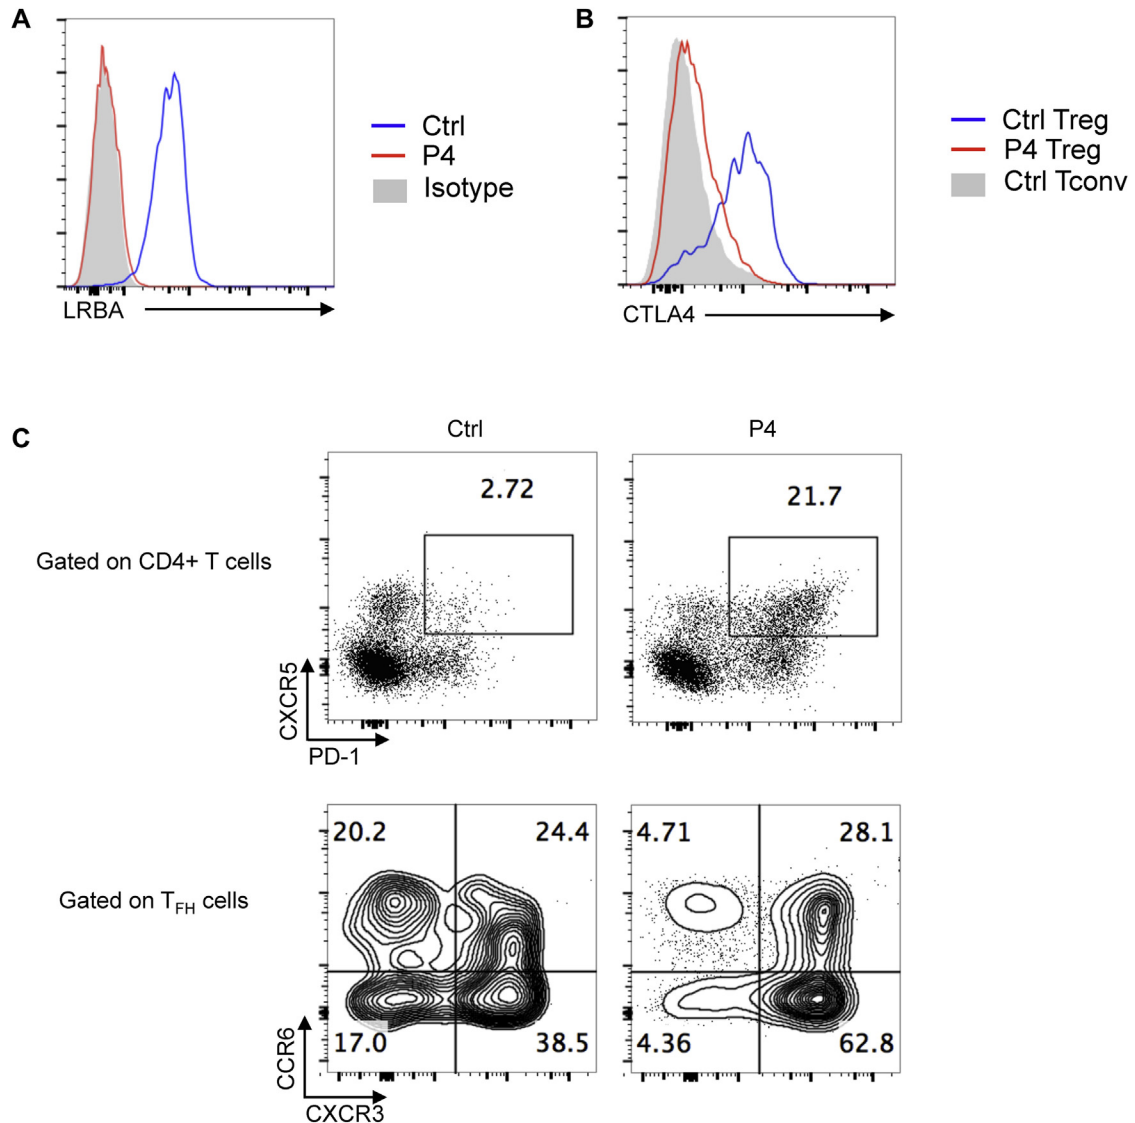 A
Ctrl
P4
Isotype
LRBA
B
Ctrl Treg
P4 Treg
Ctrl Tconv
CTLA4
C
Ctrl
P4
Gated on CD4+ T cells
2.72
21.7
CXCR5
PD-1
Gated on TFH cells
20.2
24.4
17.0
38.5
4.71
28.1
4.36
62.8
CCR6
CXCR3